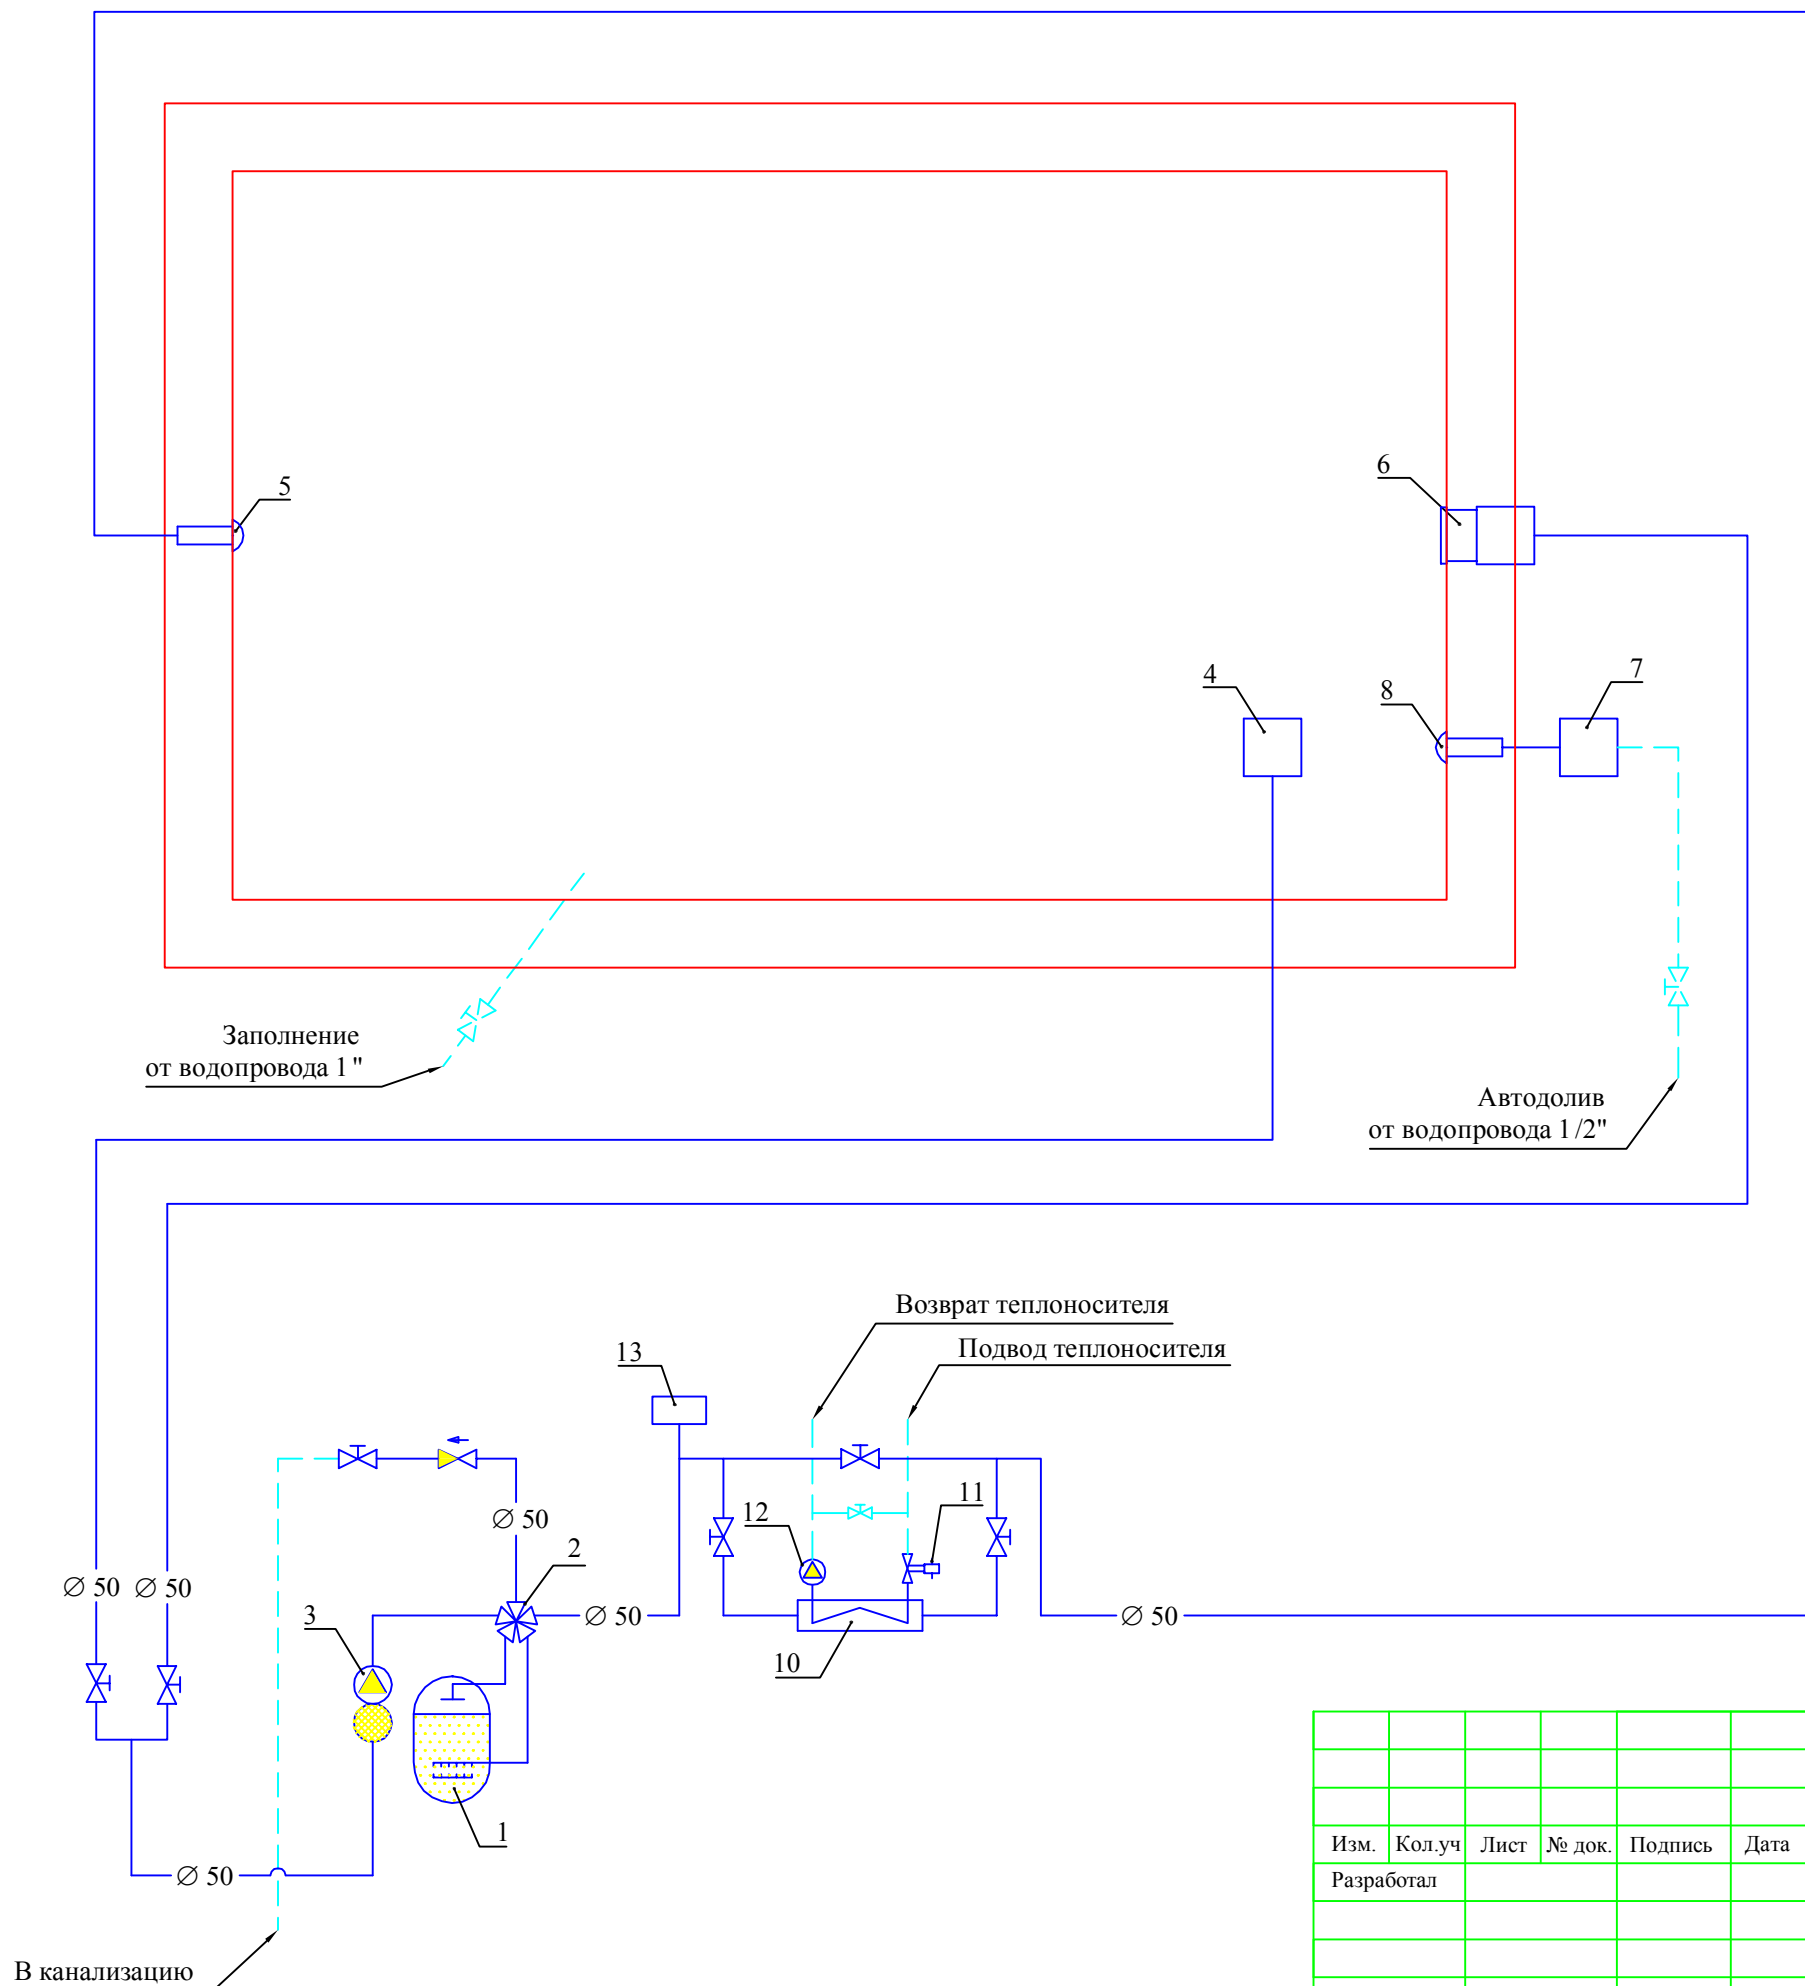 5
6
4
8
7
Заполнение
от водопровода 1"
Автодолив
от водопровода 1/2"
Возврат теплоносителя
Подвод теплоносителя
13
11
12
∅ 50
2
∅ 50
∅ 50
3
∅ 50
∅ 50
10
1
∅ 50
Изм.
Кол.уч
Лист
№ док.
Подпись
Дата
Разработал
В канализацию